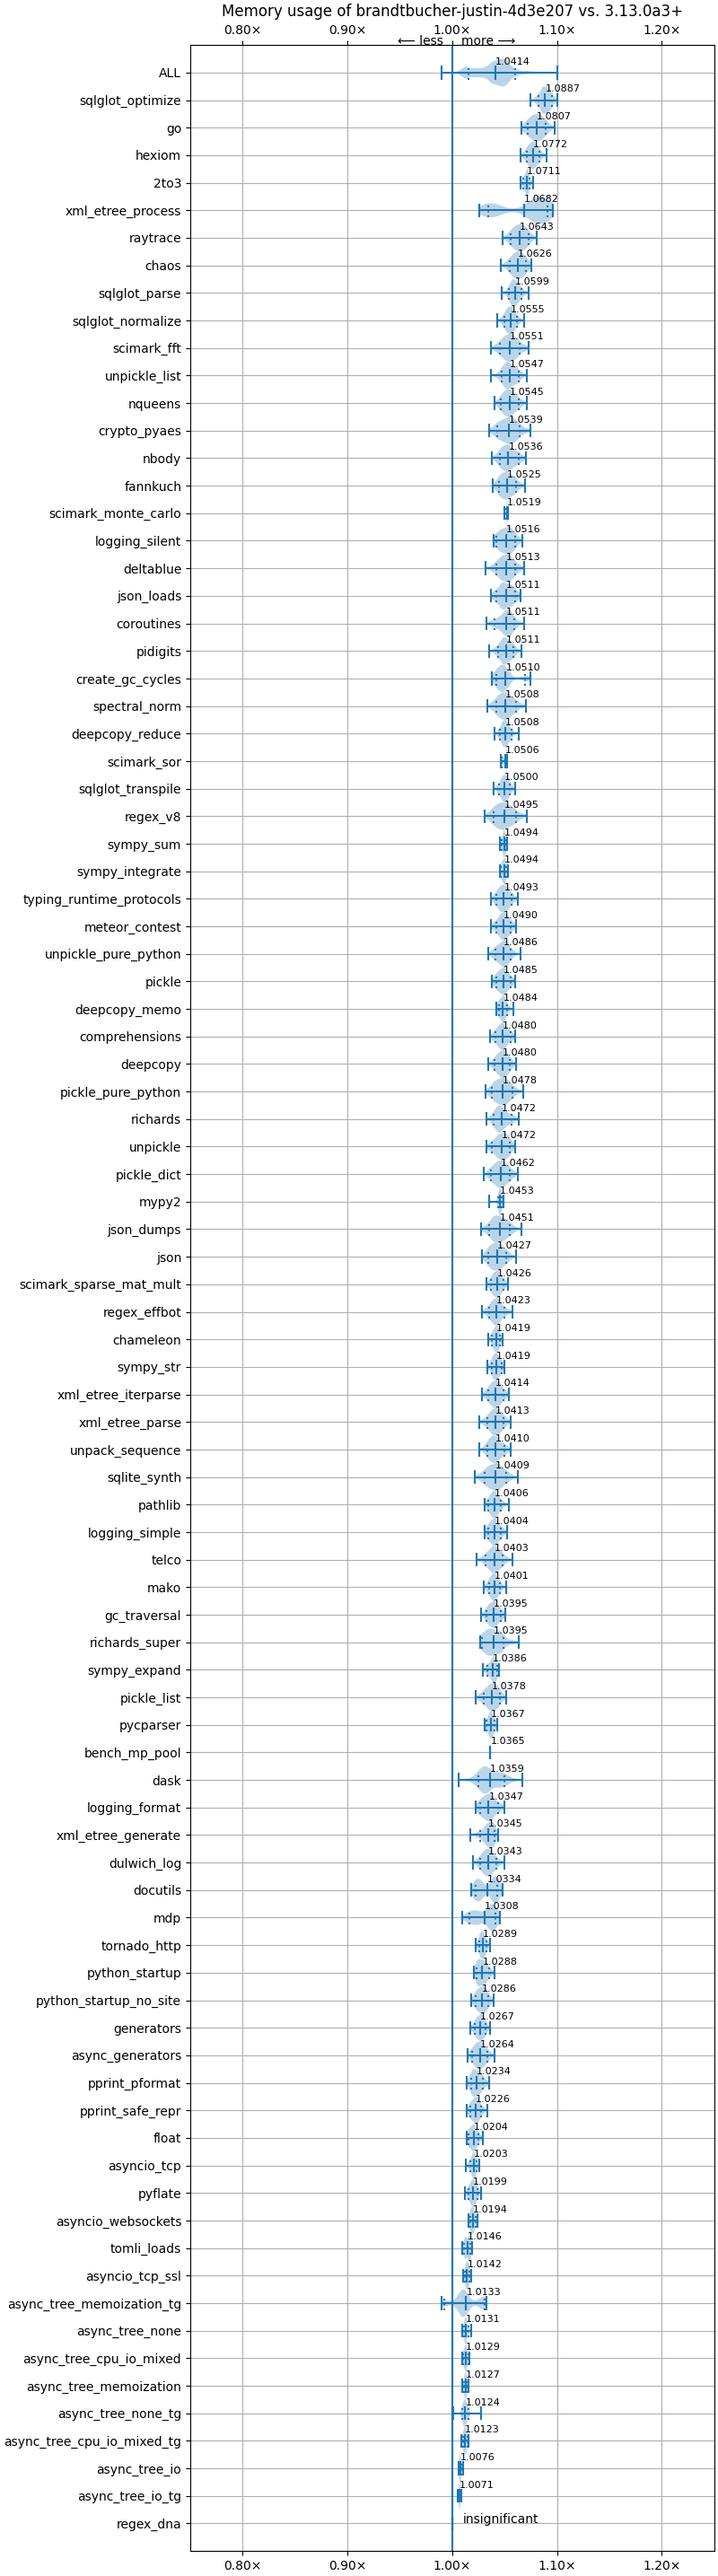 Memory usage of brandtbucher-justin-4d3e207 vs. 3.13.0a3+
0.80× 0.90× 1.00× 1.10× 1.20×
⟵ less more ⟶
ALL 1.0414
sqlglot_optimize 1.0887
go 1.0807
hexiom 1.0772
2to3 1.0711
xml_etree_process 1.0682
raytrace 1.0643
chaos 1.0626
sqlglot_parse 1.0599
sqlglot_normalize 1.0555
scimark_fft 1.0551
unpickle_list 1.0547
nqueens 1.0545
crypto_pyaes 1.0539
nbody 1.0536
fannkuch 1.0525
scimark_monte_carlo 1.0519
logging_silent 1.0516
deltablue 1.0513
json_loads 1.0511
coroutines 1.0511
pidigits 1.0511
create_gc_cycles 1.0510
spectral_norm 1.0508
deepcopy_reduce 1.0508
scimark_sor 1.0506
sqlglot_transpile 1.0500
regex_v8 1.0495
sympy_sum 1.0494
sympy_integrate 1.0494
typing_runtime_protocols 1.0493
meteor_contest 1.0490
unpickle_pure_python 1.0486
pickle 1.0485
deepcopy_memo 1.0484
comprehensions 1.0480
deepcopy 1.0480
pickle_pure_python 1.0478
richards 1.0472
unpickle 1.0472
pickle_dict 1.0462
mypy2 1.0453
json_dumps 1.0451
json 1.0427
scimark_sparse_mat_mult 1.0426
regex_effbot 1.0423
chameleon 1.0419
sympy_str 1.0419
xml_etree_iterparse 1.0414
xml_etree_parse 1.0413
unpack_sequence 1.0410
sqlite_synth 1.0409
pathlib 1.0406
logging_simple 1.0404
telco 1.0403
mako 1.0401
gc_traversal 1.0395
richards_super 1.0395
sympy_expand 1.0386
pickle_list 1.0378
pycparser 1.0367
bench_mp_pool 1.0365
dask 1.0359
logging_format 1.0347
xml_etree_generate 1.0345
dulwich_log 1.0343
docutils 1.0334
mdp 1.0308
tornado_http 1.0289
python_startup 1.0288
python_startup_no_site 1.0286
generators 1.0267
async_generators 1.0264
pprint_pformat 1.0234
pprint_safe_repr 1.0226
float 1.0204
asyncio_tcp 1.0203
pyflate 1.0199
asyncio_websockets 1.0194
tomli_loads 1.0146
asyncio_tcp_ssl 1.0142
async_tree_memoization_tg 1.0133
async_tree_none 1.0131
async_tree_cpu_io_mixed 1.0129
async_tree_memoization 1.0127
async_tree_none_tg 1.0124
async_tree_cpu_io_mixed_tg 1.0123
async_tree_io 1.0076
async_tree_io_tg 1.0071
regex_dna insignificant
0.80× 0.90× 1.00× 1.10× 1.20×